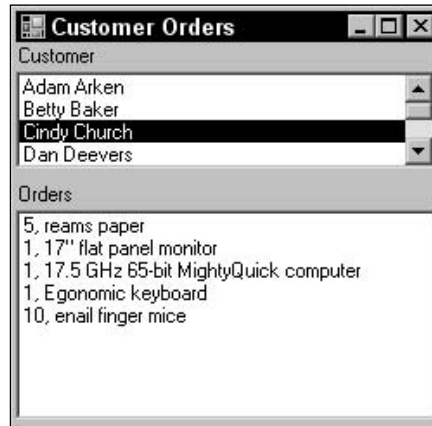 Customer Orders
Customer
Adam Arken
Betty Baker
Cindy Church
Dan Deevers
Orders
5, reams paper
1, 17" flat panel monitor
1, 17.5 GHz 65-bit MightyQuick computer
1, Egonomic keyboard
10, enail finger mice